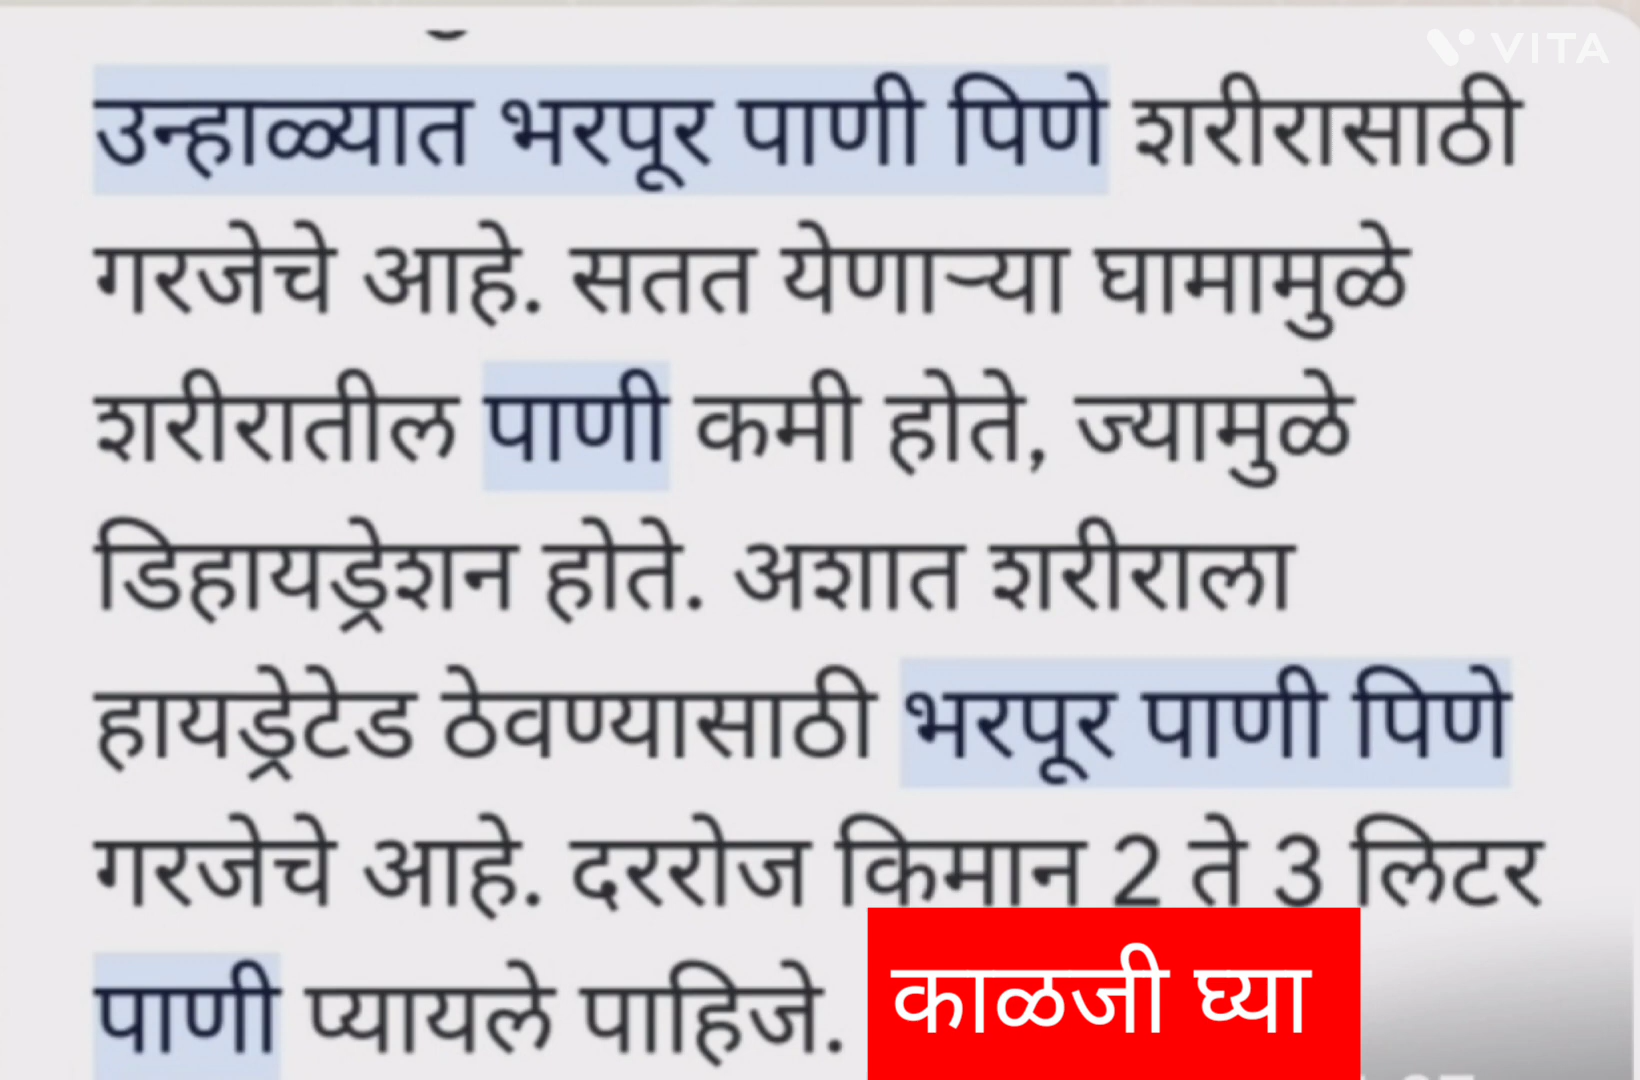 VITA
उन्हाळ्यात भरपूर पाणी पिणे शरीरासाठी
गरजेचे आहे. सतत येणाऱ्या घामामुळे
शरीरातील पाणी कमी होते, ज्यामुळे
डिहायड्रेशन होते. अशात शरीराला
हायड्रेटेड ठेवण्यासाठी भरपूर पाणी पिणे
गरजेचे आहे. दररोज किमान 2 ते 3 लिटर
पाणी प्यायले पाहिजे.
काळजी घ्या